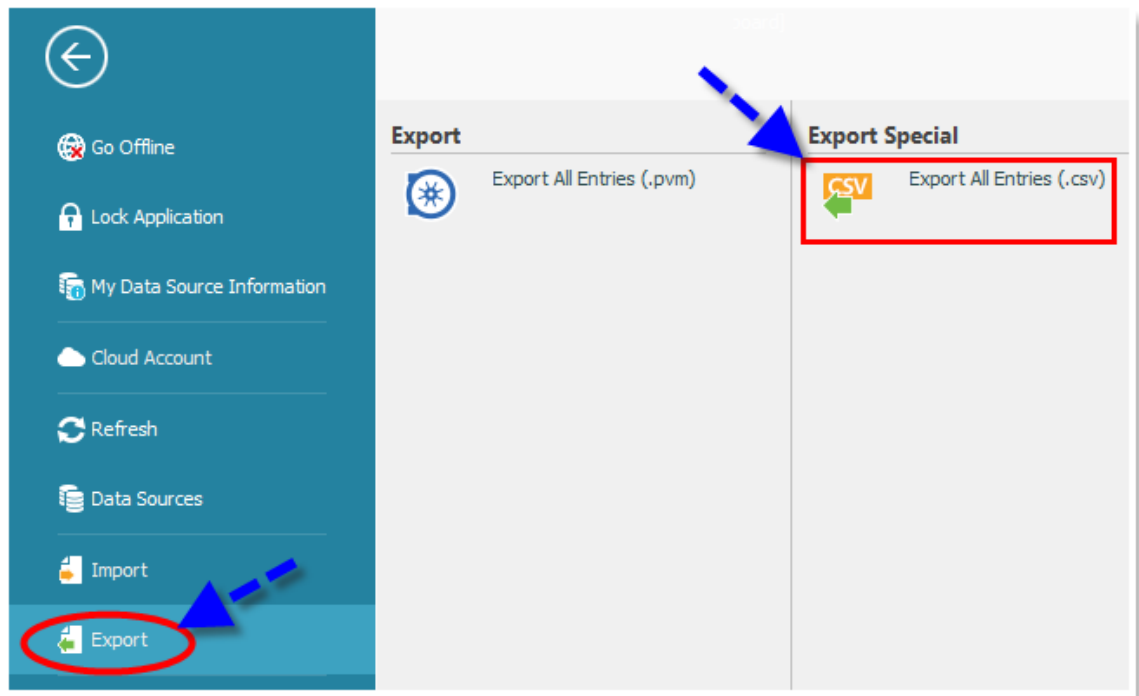 Go Offline
Lock Application
My Data Source Information
Cloud Account
Refresh
Data Sources
Import
Export
Export
Export All Entries (.pvm)
Export Special
CSV
Export All Entries (.csv)